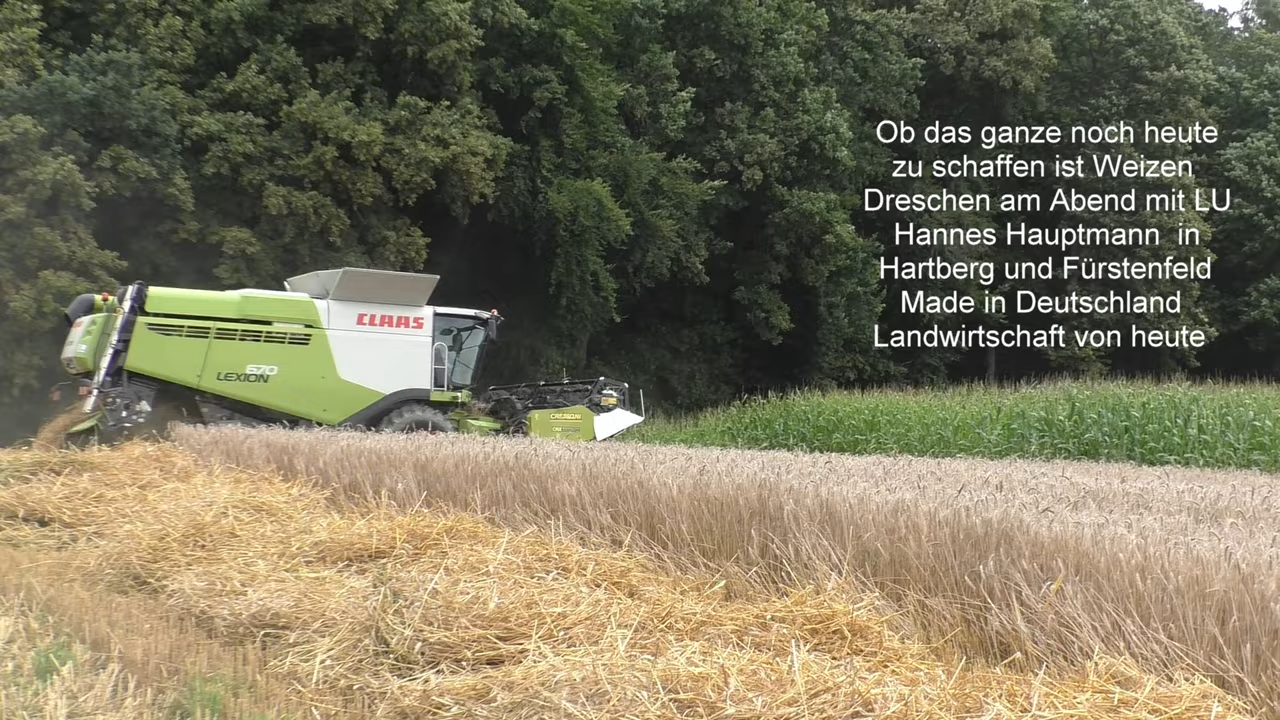 Ob das ganze noch heute
zu schaffen ist Weizen
Dreschen am Abend mit LU
Hannes Hauptmann in
Hartberg und Fürstenfeld
Made in Deutschland
Landwirtschaft von heute
CLAAS
670
LEXION